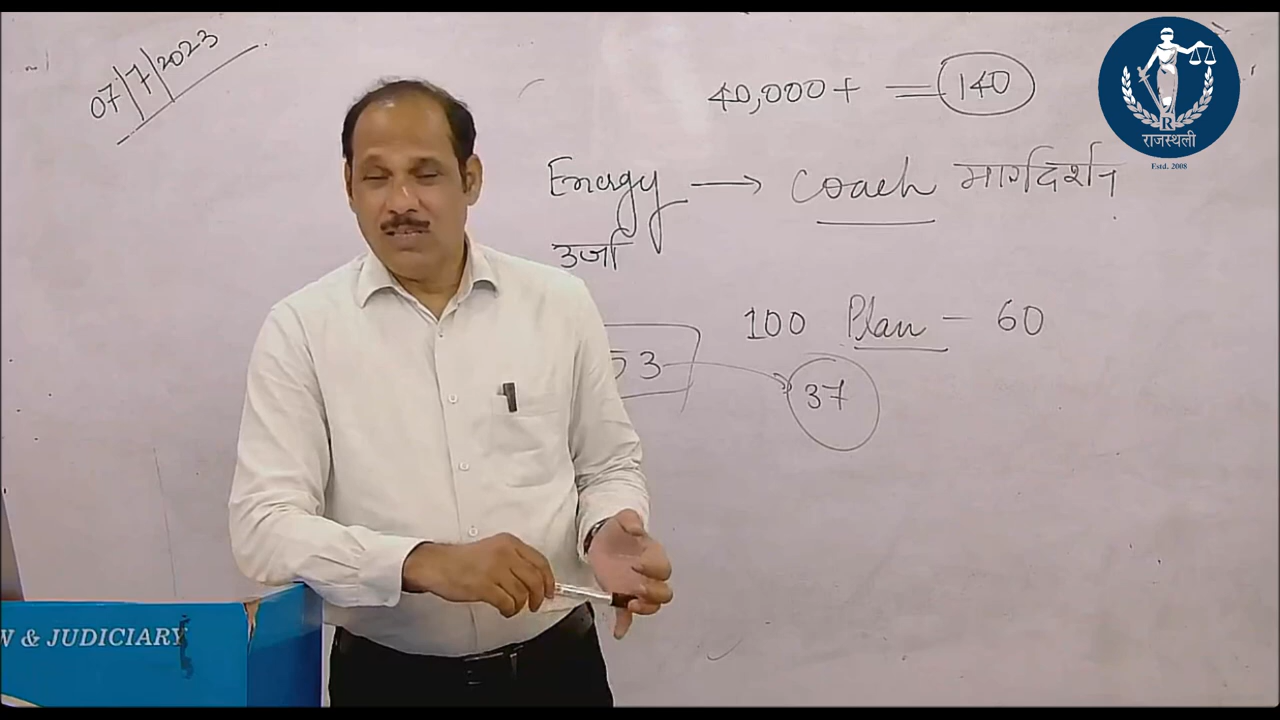 07/7/2023
40,000+ = 140
Energy → coach मार्गदर्शन
उर्जा
100 Plan - 60
53
37
R
राजस्थली
Estd. 2008
& JUDICIARY